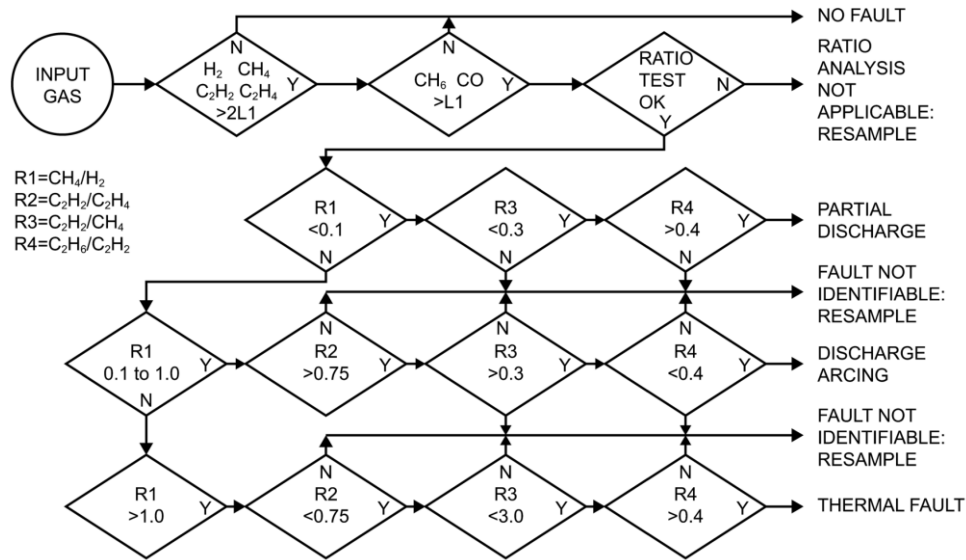 INPUT
GAS
N
H₂ CH₄
C₂H₂ C₂H₄
>2L1
Y
N
CH₆ CO
>L1
Y
RATIO
TEST
OK
N
Y
NO FAULT
RATIO
ANALYSIS
NOT
APPLICABLE:
RESAMPLE
R1=CH₄/H₂
R2=C₂H₂/C₂H₄
R3=C₂H₂/CH₄
R4=C₂H₆/C₂H₂
R1
<0.1
Y
N
R3
<0.3
Y
N
R4
>0.4
Y
N
PARTIAL
DISCHARGE
FAULT NOT
IDENTIFIABLE:
RESAMPLE
R1
0.1 to 1.0
Y
N
N
R2
>0.75
Y
N
R3
>0.3
Y
N
R4
<0.4
Y
DISCHARGE
ARCING
FAULT NOT
IDENTIFIABLE:
RESAMPLE
R1
>1.0
Y
N
R2
<0.75
Y
N
R3
<3.0
Y
N
R4
>0.4
Y
THERMAL FAULT